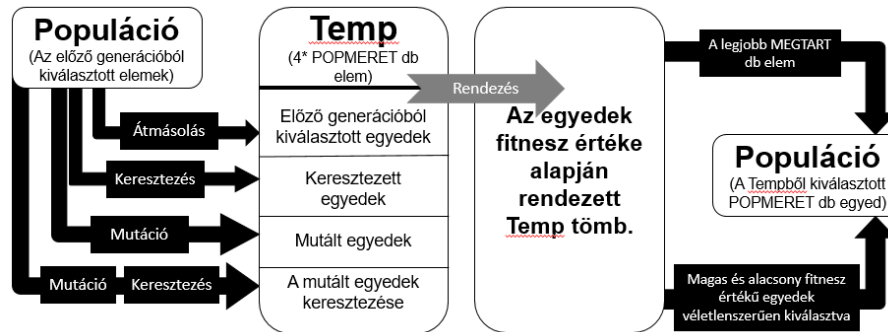 Populáció
(Az előző generációból
kiválasztott elemek)
Átmásolás
Keresztezés
Mutáció
Mutáció
Keresztezés
Temp
(4* POPMERET db
elem)
Előző generációból
kiválasztott egyedek
Keresztezett
egyedek
Mutált egyedek
A mutált egyedek
keresztezése
Rendezés
Az egyedek
fitnesz értéke
alapján
rendezett
Temp tömb.
A legjobb MEGTART
db elem
Populáció
(A Tempből kiválasztott
POPMERET db egyed)
Magas és alacsony fitnesz
értékű egyedek
véletlenszerűen kiválasztva